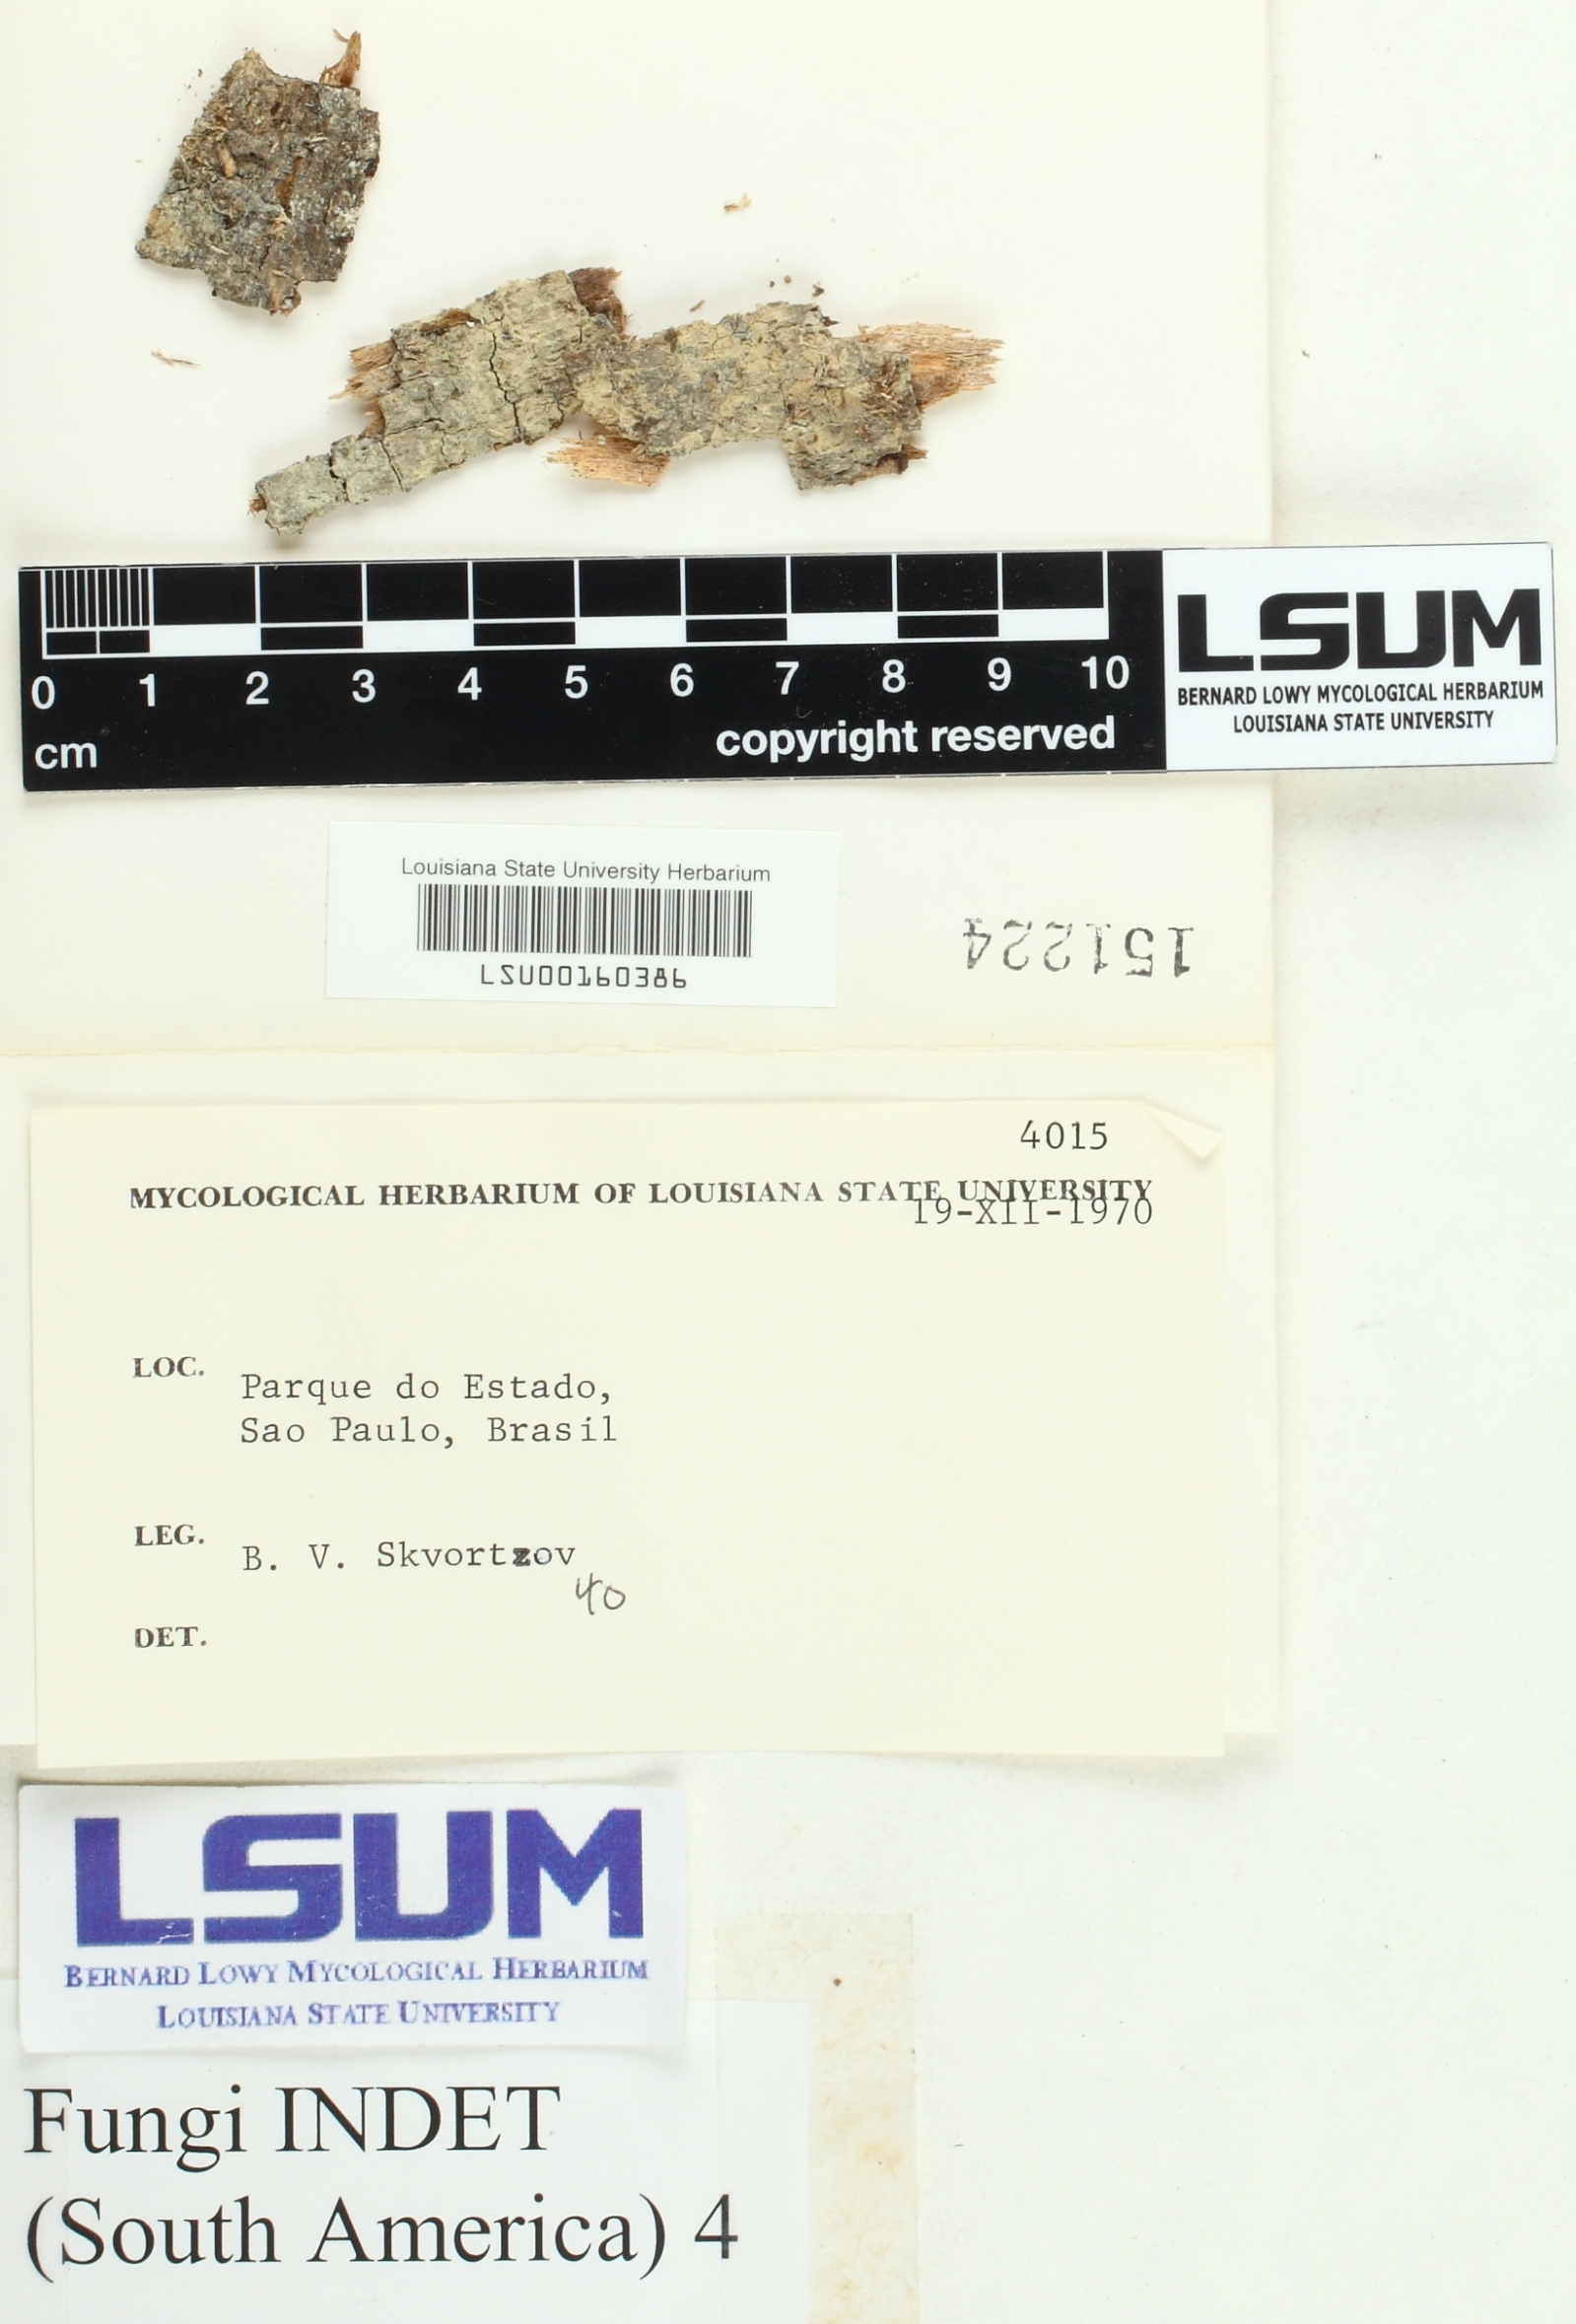 0 1 2 3 4 5 6 7 8 9 10
cm
copyright reserved
LSUM
BERNARD LOWY MYCOLOGICAL HERBARIUM
LOUISIANA STATE UNIVERSITY
Louisiana State University Herbarium
LSU00160386
151224
4015
MYCOLOGICAL HERBARIUM OF LOUISIANA STATE UNIVERSITY
19-XII-1970
LOC. Parque do Estado,
Sao Paulo, Brasil
LEG. B. V. Skvortzov
40
DET.
LSUM
BERNARD LOWY MYCOLOGICAL HERBARIUM
LOUISIANA STATE UNIVERSITY
Fungi INDET
(South America) 4